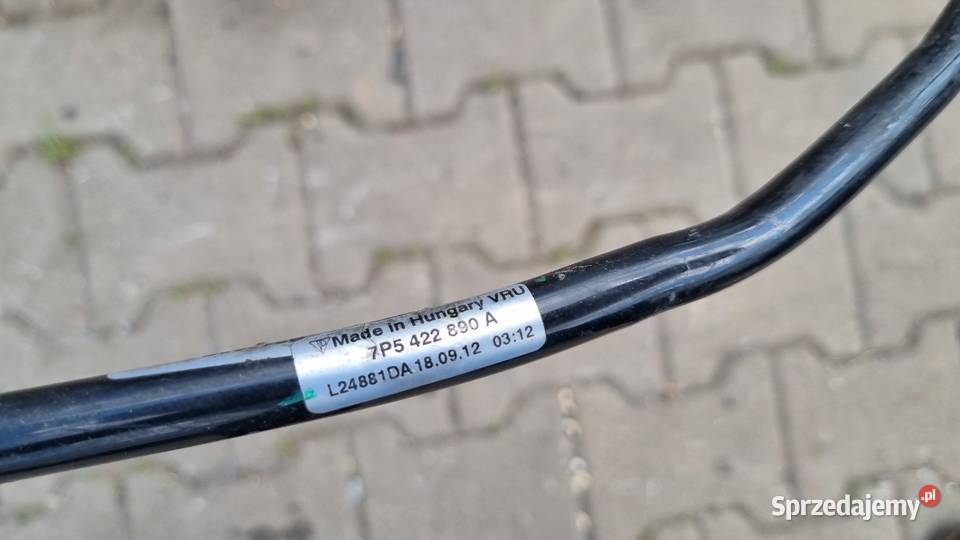 Made in Hungary VRU
7P5 422 890 A
L24881DA 18.09.12 03:12
Sprzedajemy.pl